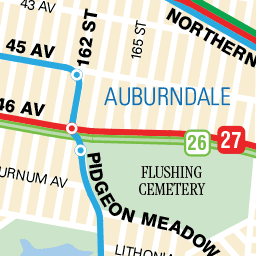 43 AV
NORTHERN
45 AV
162 ST
165 ST
AUBURNDALE
46 AV
26
27
FLUSHING
CEMETERY
PIDGEON MEADOW
URNUM AV
LITHONIA